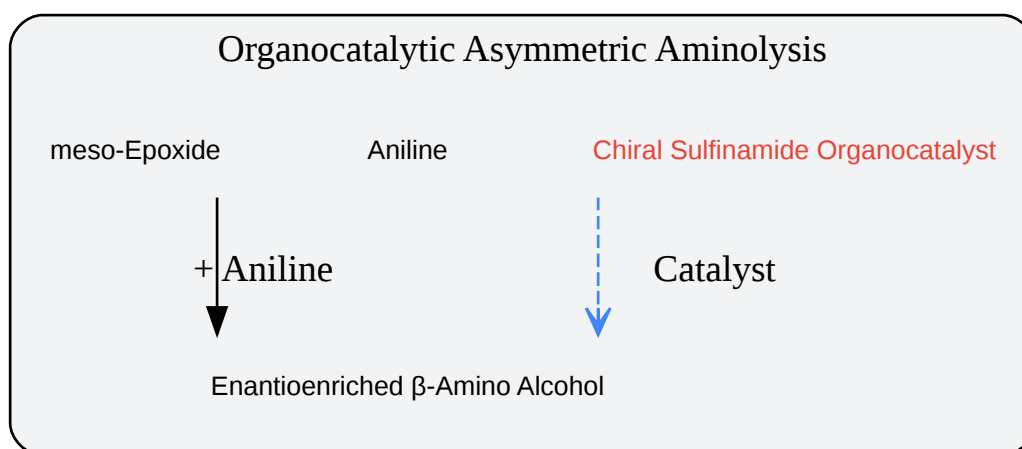 Organocatalytic Asymmetric Aminolysis
meso-Epoxide
Aniline
Chiral Sulfinamide Organocatalyst
+ Aniline
Catalyst
Enantioenriched β-Amino Alcohol